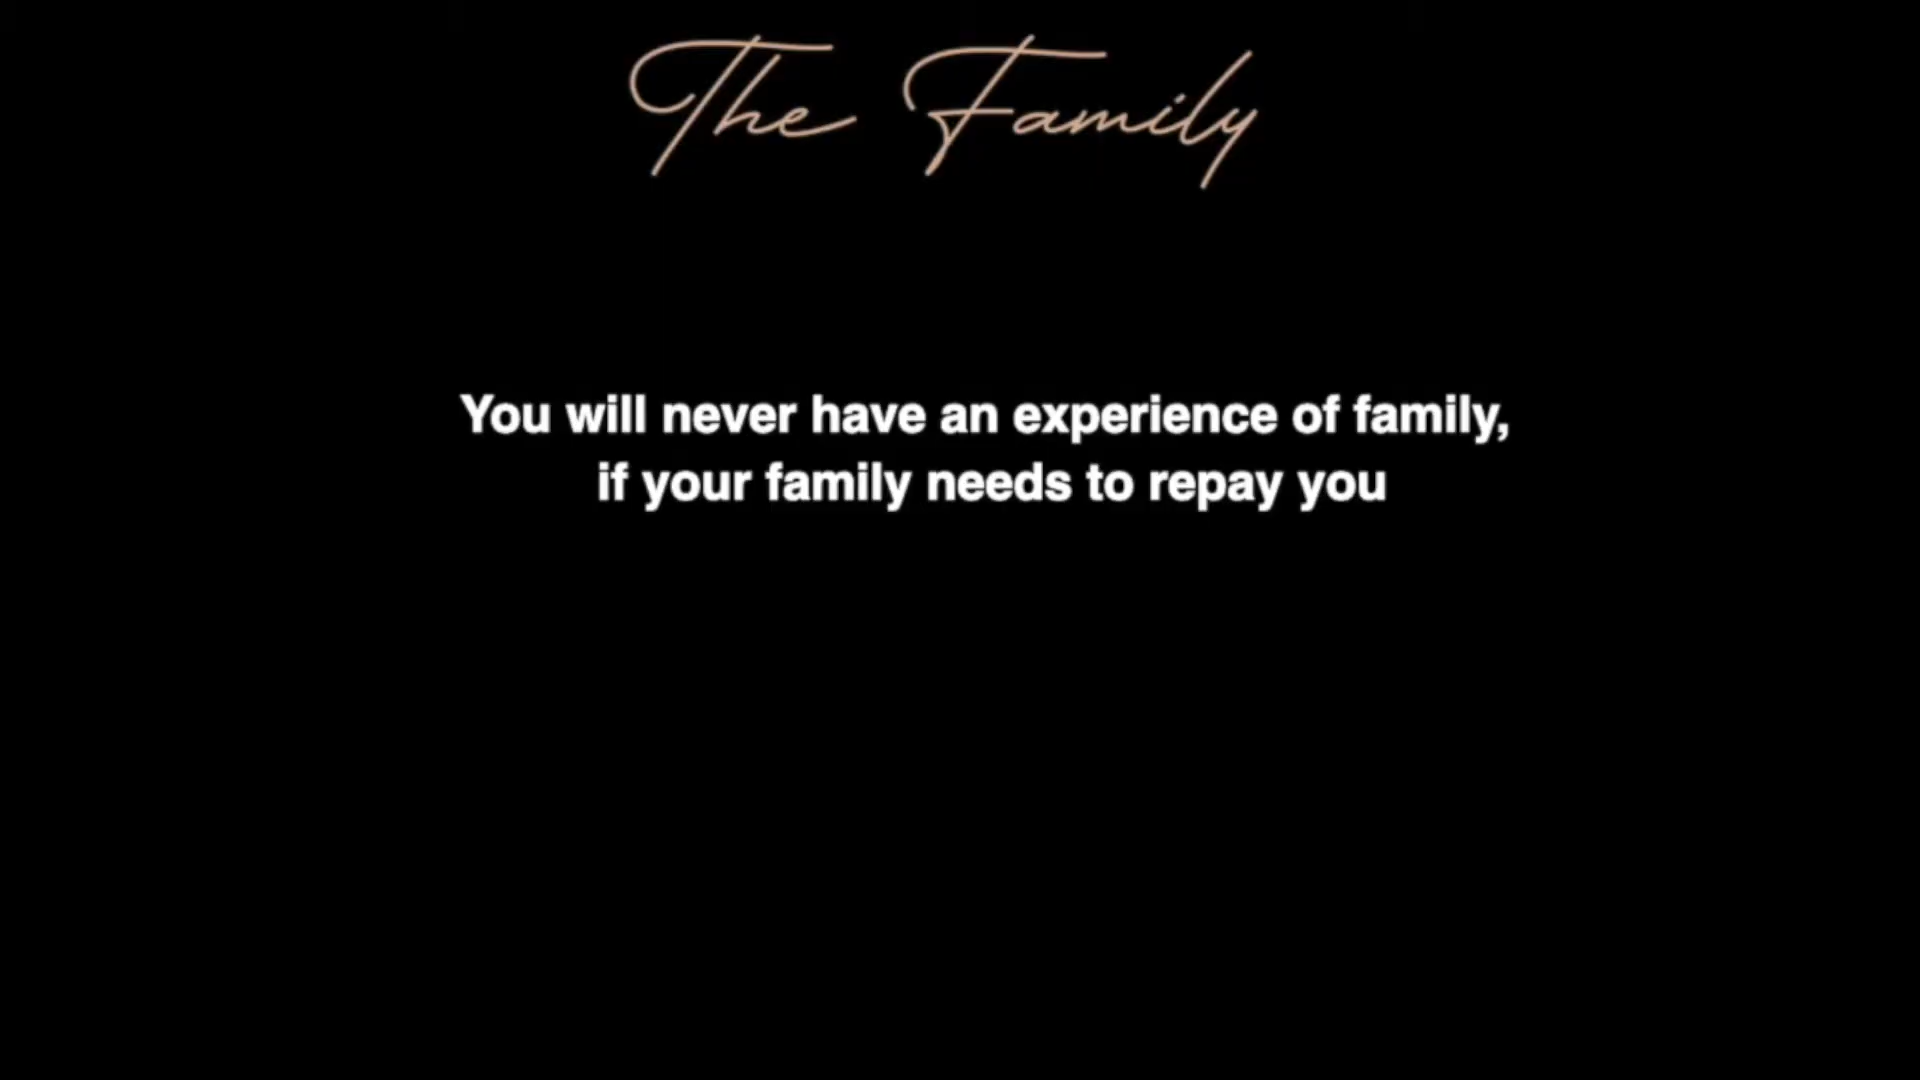 The Family
You will never have an experience of family,
if your family needs to repay you